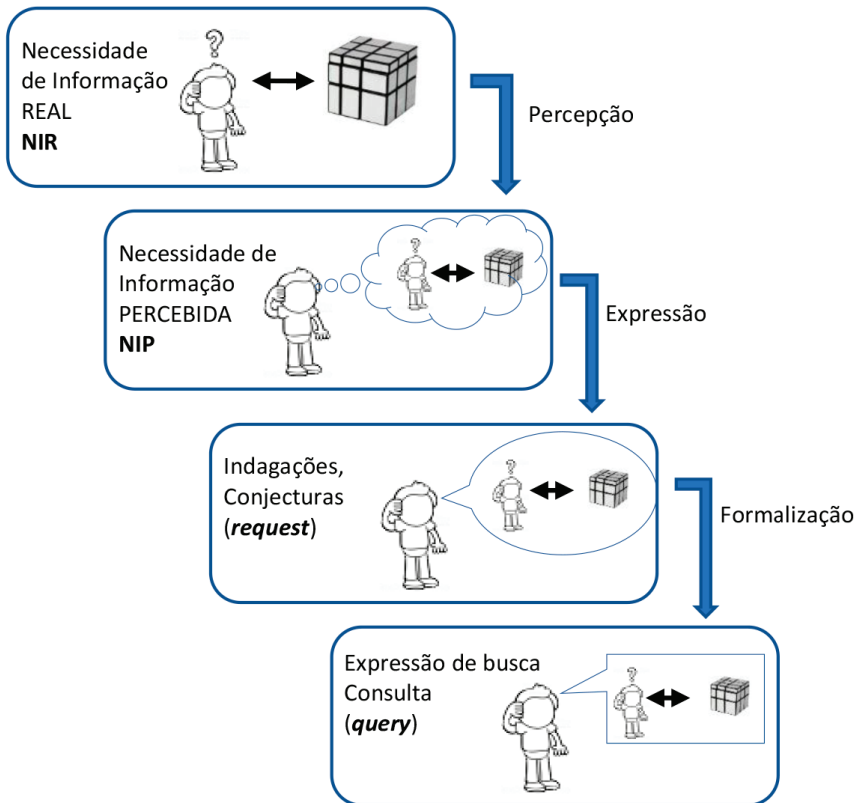 Necessidade
de Informação
REAL
NIR
?
Percepção
Necessidade de
Informação
PERCEBIDA
NIP
?
Expressão
Indagações,
Conjecturas
(request)
?
Formalização
Expressão de busca
Consulta
(query)
?